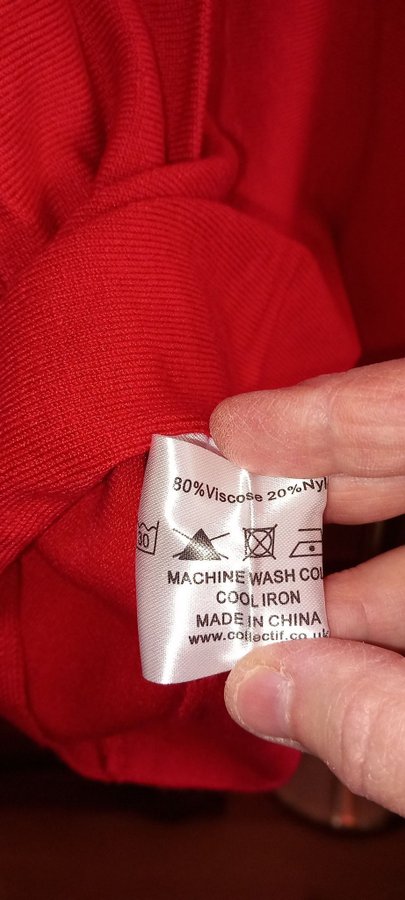 80%Viscose 20%Nyl
30
MACHINE WASH COL
COOL IRON
MADE IN CHINA
www.collectif.co.uk